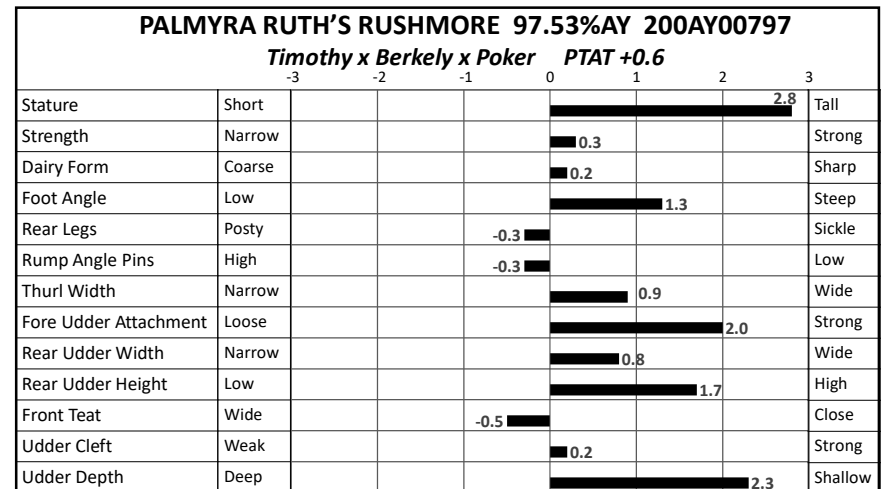 PALMYRA RUTH’S RUSHMORE 97.53%AY 200AY00797
Timothy x Berkely x Poker PTAT +0.6
-3 -2 -1 0 1 2 3
Stature Short 2.8 Tall
Strength Narrow 0.3 Strong
Dairy Form Coarse 0.2 Sharp
Foot Angle Low 1.3 Steep
Rear Legs Posty -0.3 Sickle
Rump Angle Pins High -0.3 Low
Thurl Width Narrow 0.9 Wide
Fore Udder Attachment Loose 2.0 Strong
Rear Udder Width Narrow 0.8 Wide
Rear Udder Height Low 1.7 High
Front Teat Wide -0.5 Close
Udder Cleft Weak 0.2 Strong
Udder Depth Deep 2.3 Shallow